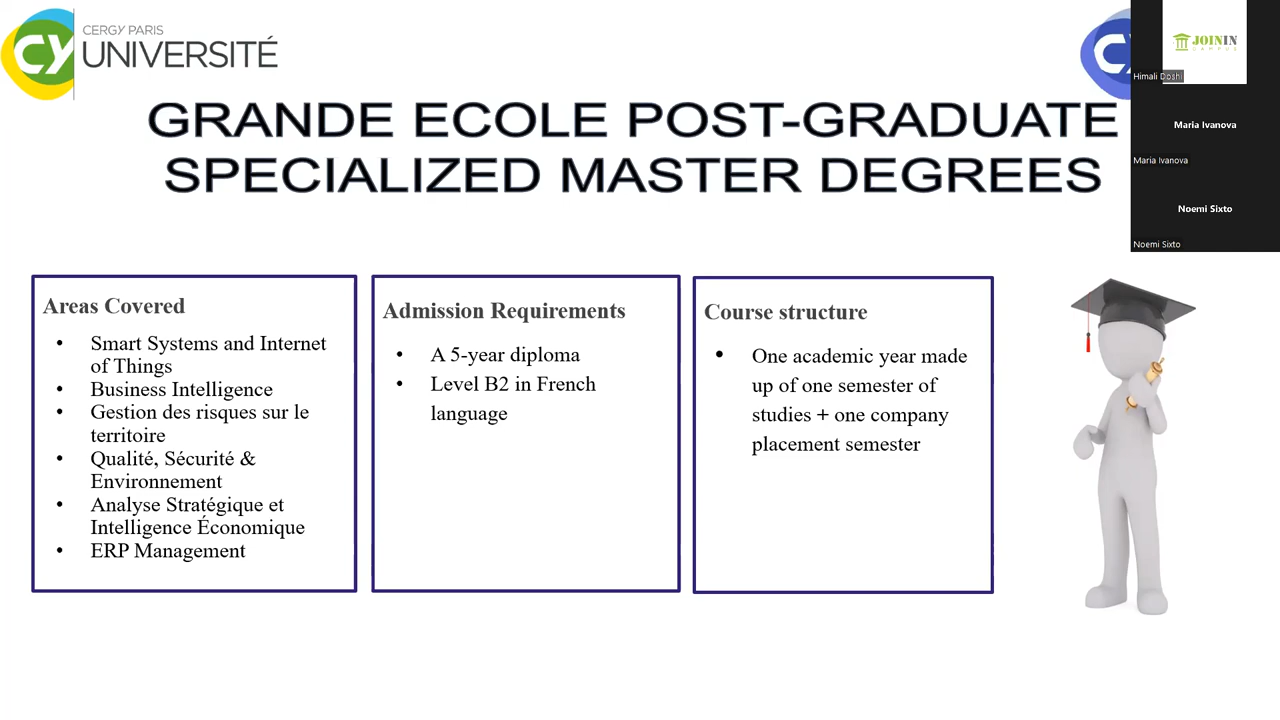 CY
CERGY PARIS
UNIVERSITÉ
GRANDE ECOLE POST-GRADUATE
SPECIALIZED MASTER DEGREES
JOININ
CAMPUS
Himali Doshi
Maria Ivanova
Maria Ivanova
Noemi Sixto
Noemi Sixto
Areas Covered
• Smart Systems and Internet
of Things
• Business Intelligence
• Gestion des risques sur le
territoire
• Qualité, Sécurité &
Environnement
• Analyse Stratégique et
Intelligence Économique
• ERP Management
Admission Requirements
• A 5-year diploma
• Level B2 in French
language
Course structure
• One academic year made
up of one semester of
studies + one company
placement semester